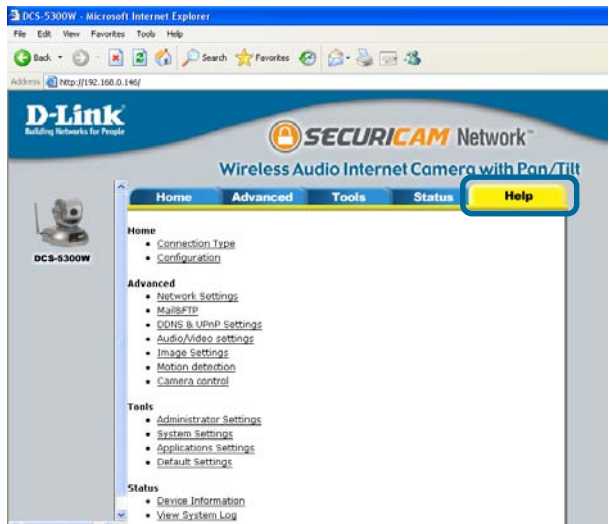 DCS-5300W - Microsoft Internet Explorer
File Edit View Favorites Tools Help
Back Search Favorites
Address http://192.168.0.146/
D-Link
Building Networks for People
SECURICAM Network™
Wireless Audio Internet Camera with Pan/Tilt
Home Advanced Tools Status Help
DCS-5300W
Home
• Connection Type
• Configuration
Advanced
• Network Settings
• Mail&FTP
• DDNS & UPnP Settings
• Audio/Video settings
• Image Settings
• Motion detection
• Camera control
Tools
• Administrator Settings
• System Settings
• Applications Settings
• Default Settings
Status
• Device Information
• View System Log